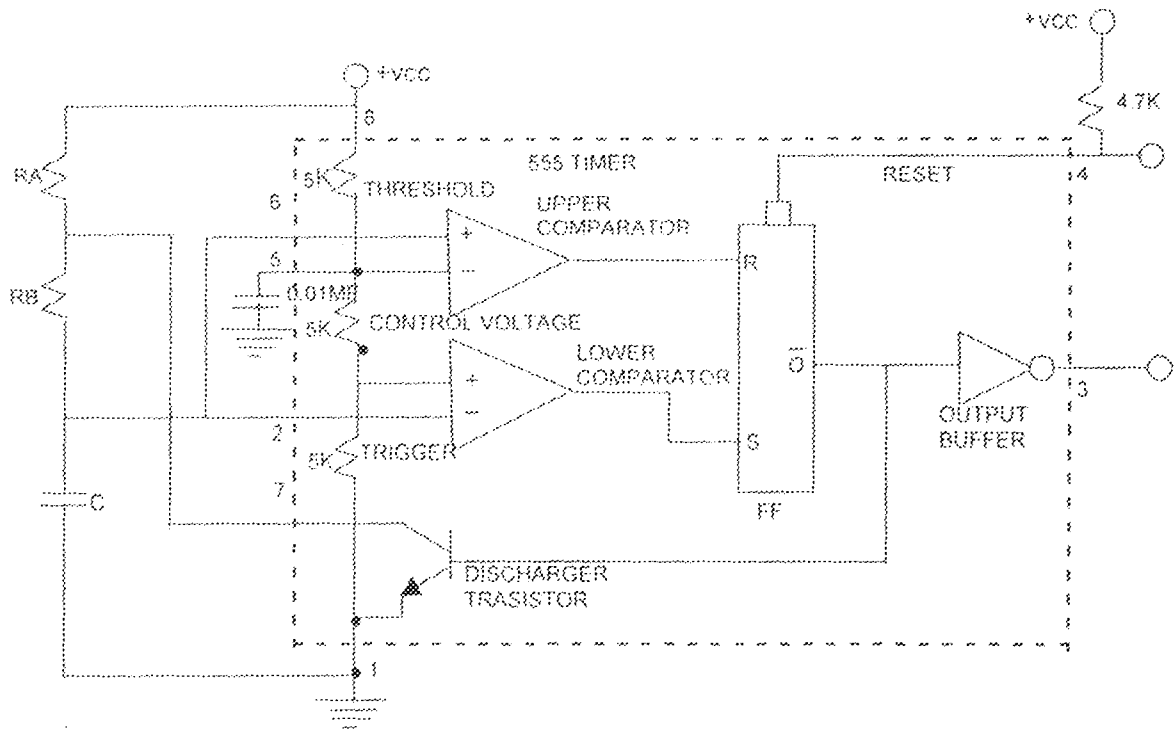 +VCC
+VCC
4.7K
8
555 TIMER
RA
5K
THRESHOLD
UPPER
COMPARATOR
RESET
4
6
+
R
5
−
RB
0.01MF
5K
CONTROL VOLTAGE
LOWER
COMPARATOR
Q
+
−
3
2
OUTPUT
BUFFER
5K
TRIGGER
S
7
C
FF
DISCHARGER
TRASISTOR
1